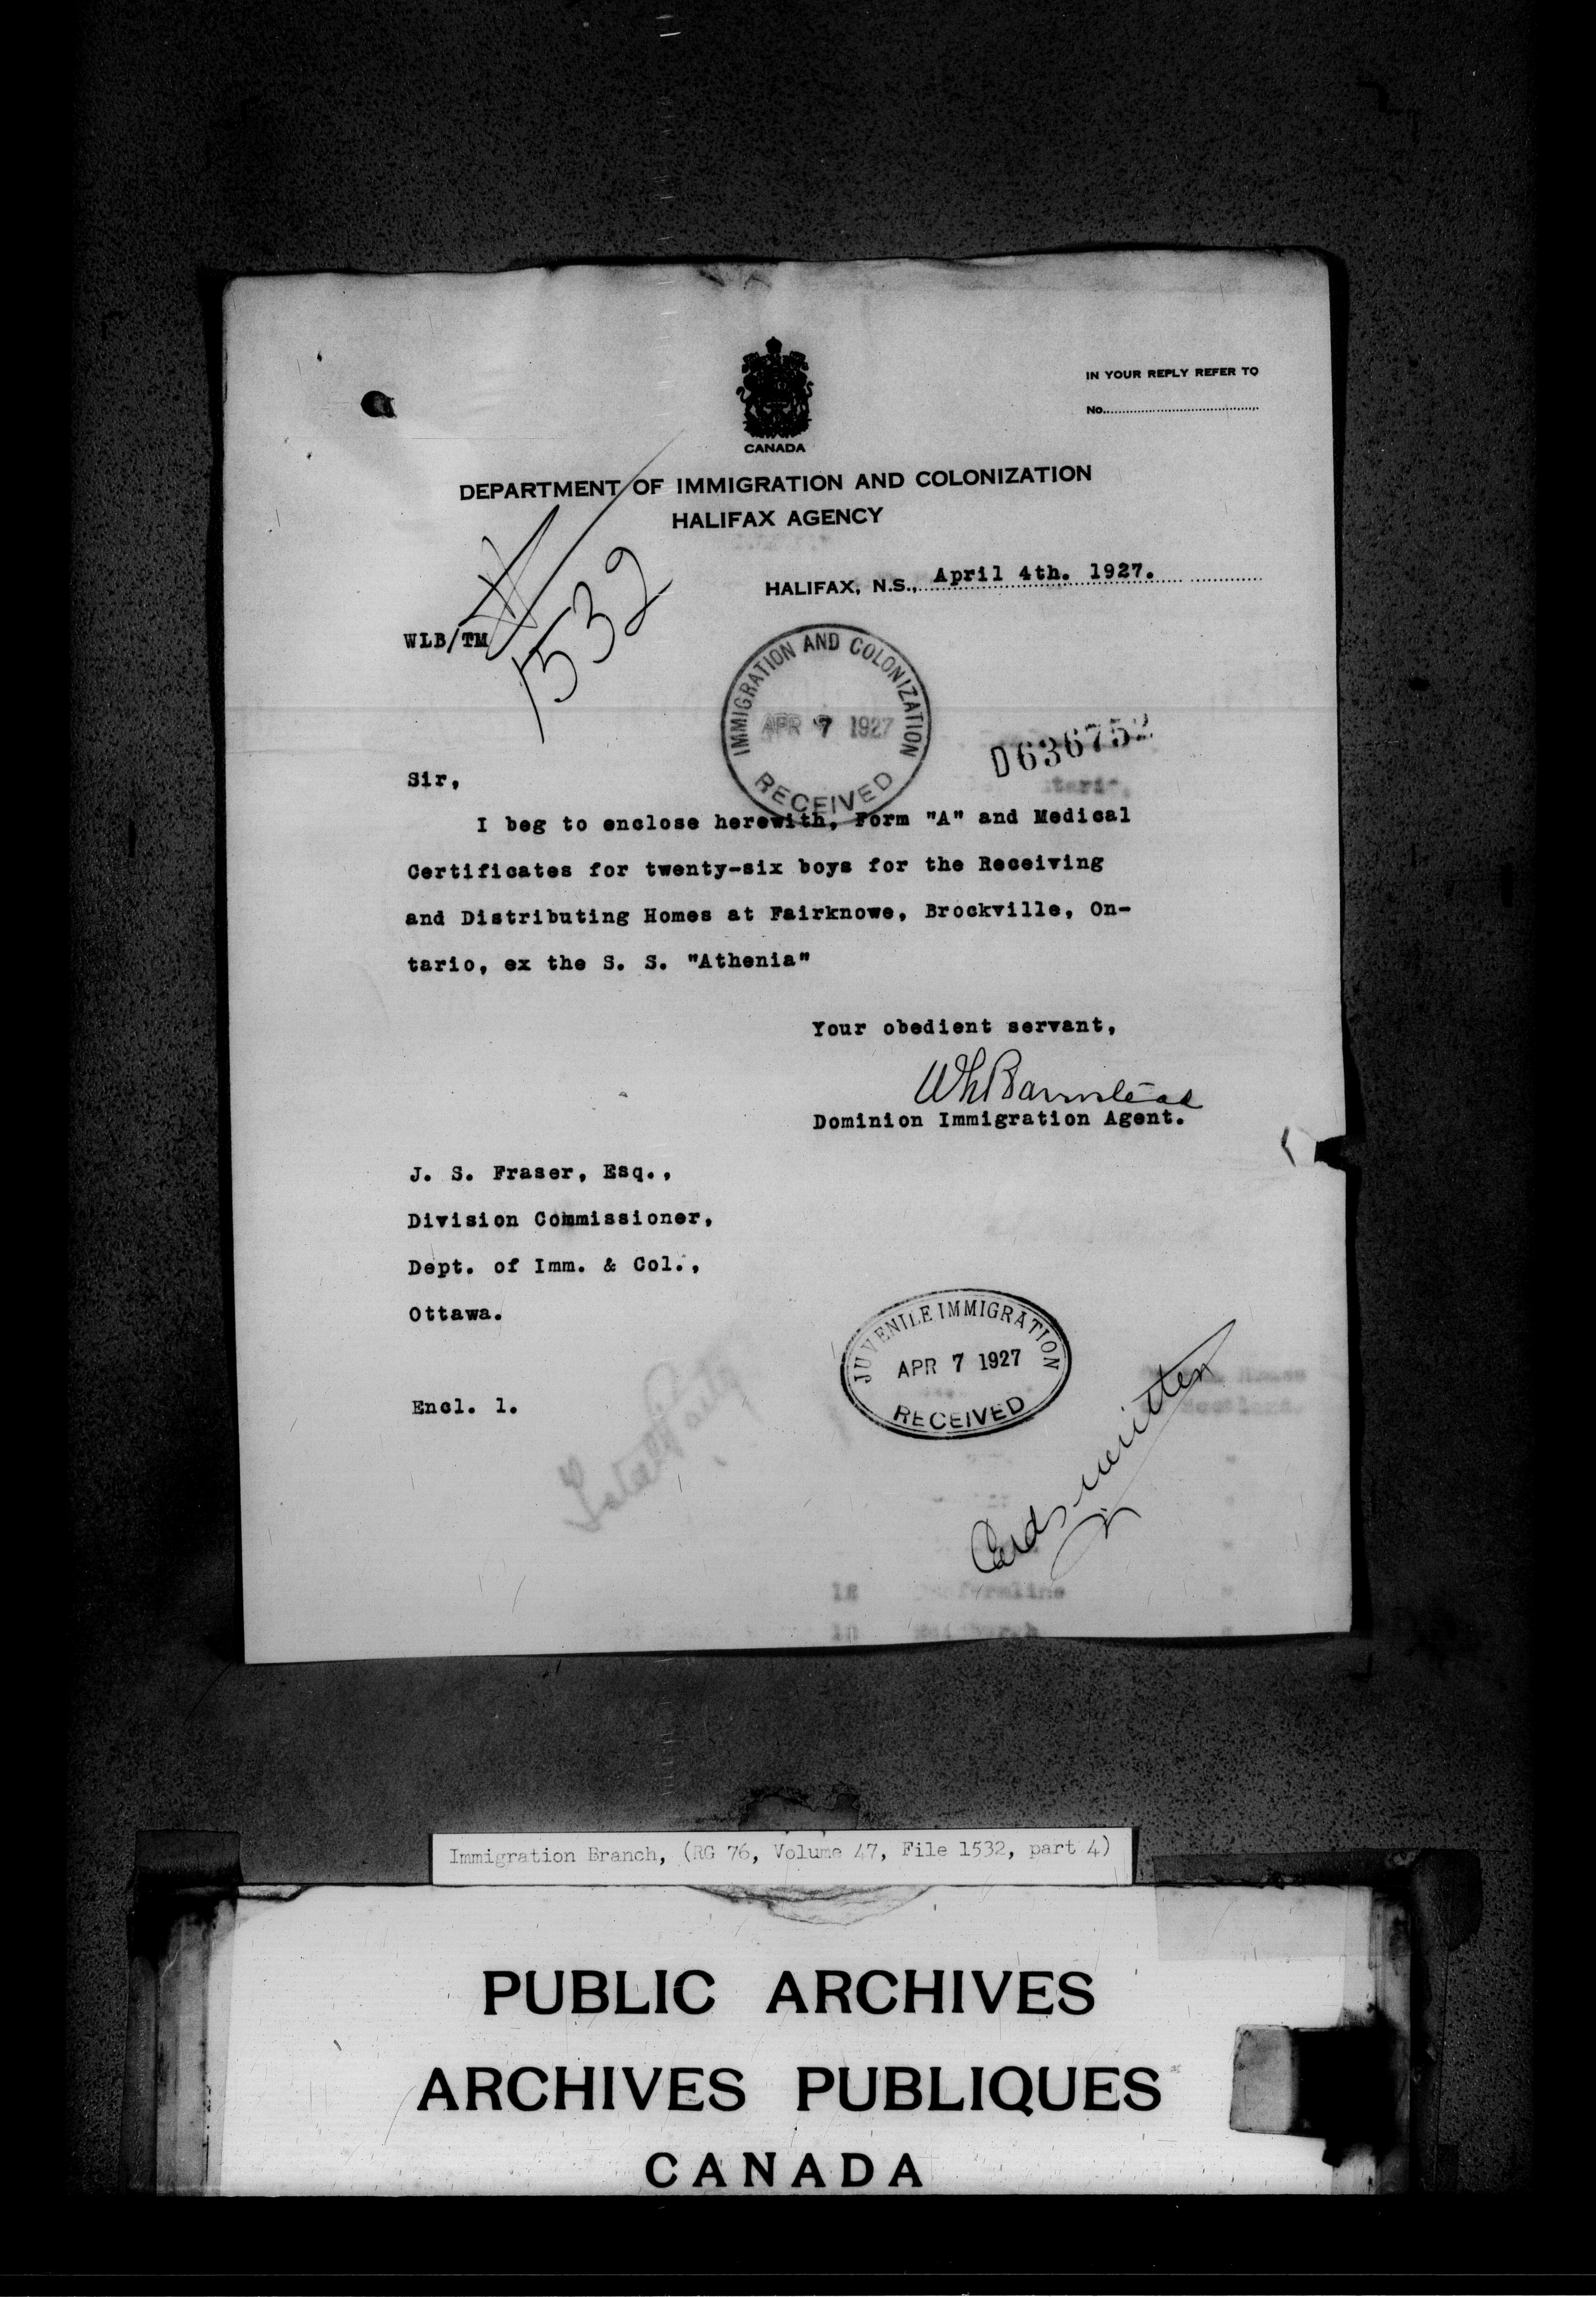 IN YOUR REPLY REFER TO
No.
CANADA
DEPARTMENT OF IMMIGRATION AND COLONIZATION
HALIFAX AGENCY
HALIFAX, N.S., April 4th. 1927.
WLB/TM
1532
IMMIGRATION AND COLONIZATION
APR 7 1927
RECEIVED
D636752
Sir,
I beg to enclose herewith, Form "A" and Medical
Certificates for twenty-six boys for the Receiving
and Distributing Homes at Fairknowe, Brockville, On-
tario, ex the S. S. "Athenia"
Your obedient servant,
WLBarnstead
Dominion Immigration Agent.
J. S. Fraser, Esq.,
Division Commissioner,
Dept. of Imm. & Col.,
Ottawa.
JUVENILE IMMIGRATION
APR 7 1927
RECEIVED
Encl. 1.
Cards written
Immigration Branch, (RG 76, Volume 47, File 1532, part 4)
PUBLIC ARCHIVES
ARCHIVES PUBLIQUES
CANADA